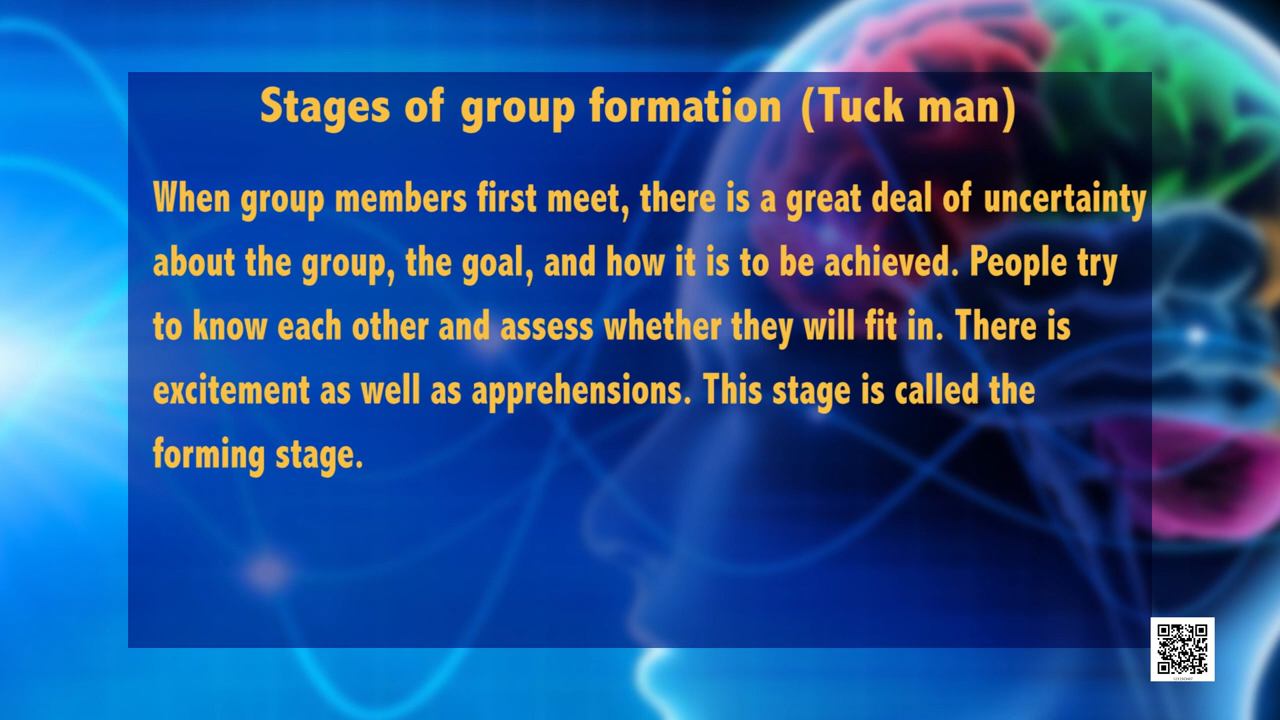 Stages of group formation (Tuck man)
When group members first meet, there is a great deal of uncertainty
about the group, the goal, and how it is to be achieved. People try
to know each other and assess whether they will fit in. There is
excitement as well as apprehensions. This stage is called the
forming stage.